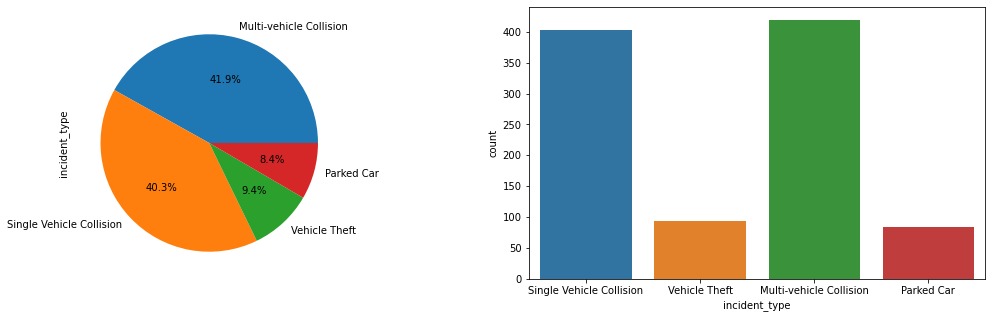 Multi-vehicle Collision
41.9%
incident_type
8.4%
Parked Car
40.3%
9.4%
Single Vehicle Collision
Vehicle Theft
400
350
300
250
200
150
100
50
0
count
Single Vehicle Collision
Vehicle Theft
Multi-vehicle Collision
Parked Car
incident_type